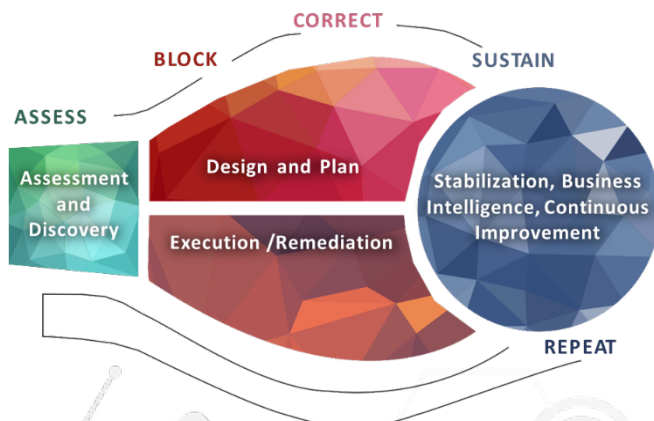 CORRECT
BLOCK
SUSTAIN
ASSESS
Design and Plan
Assessment
and
Discovery
Stabilization, Business
Intelligence, Continuous
Improvement
Execution /Remediation
REPEAT